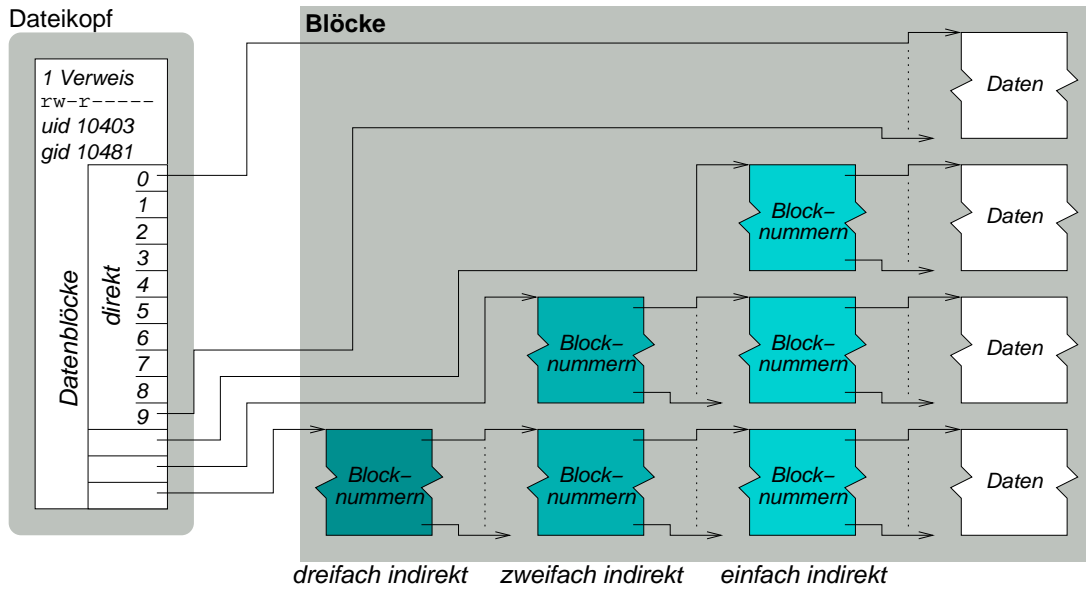 Dateikopf
1 Verweis
rw-r-----
uid 10403
gid 10481
Datenblöcke
direkt
0
1
2
3
4
5
6
7
8
9
Blöcke
Daten
Block-
nummern
Daten
Block-
nummern
Block-
nummern
Daten
Block-
nummern
Block-
nummern
Block-
nummern
Daten
dreifach indirekt
zweifach indirekt
einfach indirekt